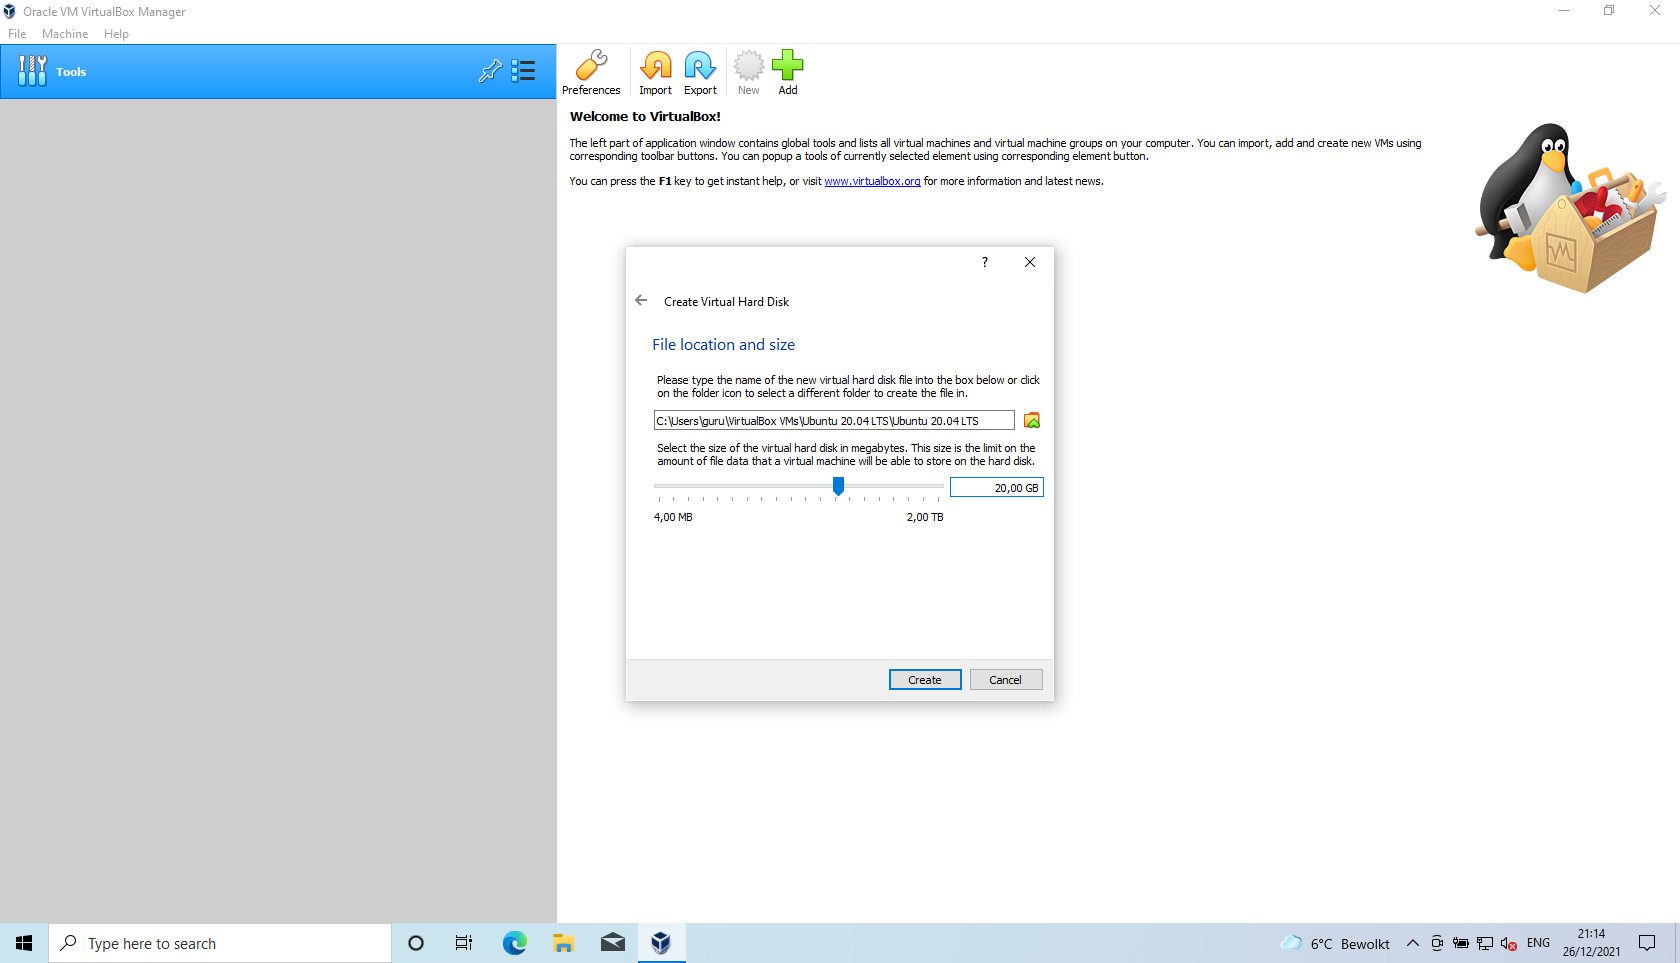 Oracle VM VirtualBox Manager
File Machine Help
Tools
Preferences Import Export New Add
Welcome to VirtualBox!
The left part of application window contains global tools and lists all virtual machines and virtual machine groups on your computer. You can import, add and create new VMs using
corresponding toolbar buttons. You can popup a tools of currently selected element using corresponding element button.
You can press the F1 key to get instant help, or visit www.virtualbox.org for more information and latest news.
?
Create Virtual Hard Disk
File location and size
Please type the name of the new virtual hard disk file into the box below or click
on the folder icon to select a different folder to create the file in.
C:\Users\guru\VirtualBox VMs\Ubuntu 20.04 LTS\Ubuntu 20.04 LTS
Select the size of the virtual hard disk in megabytes. This size is the limit on the
amount of file data that a virtual machine will be able to store on the hard disk.
20,00 GB
4,00 MB 2,00 TB
Create Cancel
Type here to search
6°C Bewolkt
ENG
21:14
26/12/2021